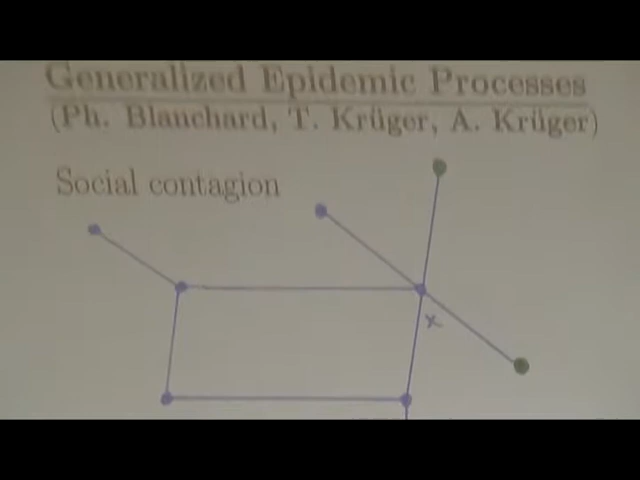 Generalized Epidemic Processes
(Ph. Blanchard, T. Krüger, A. Krüger)
Social contagion
x